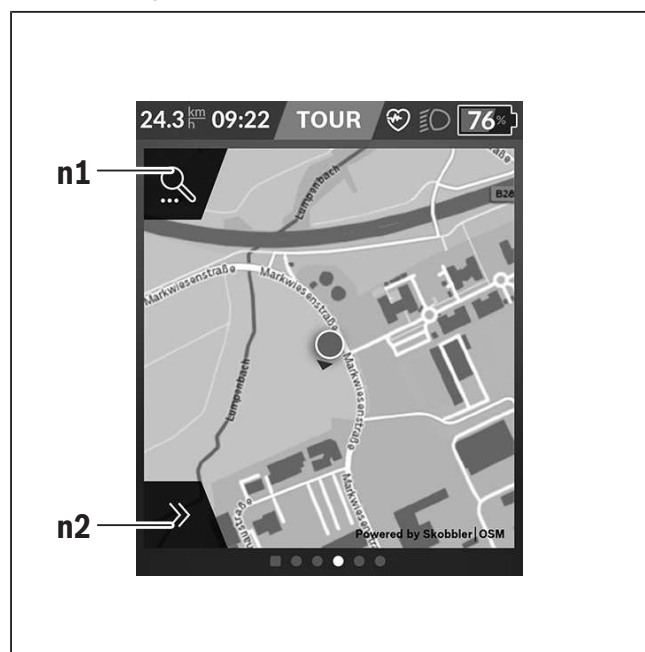 24.3 km/h 09:22 TOUR 76%
n1
B28
Lumpenbach
Markwiesenstraße
Markwiesenstraße
Lumpenbach
Markwiesenstraße
n2
Powered by Skobbler|OSM